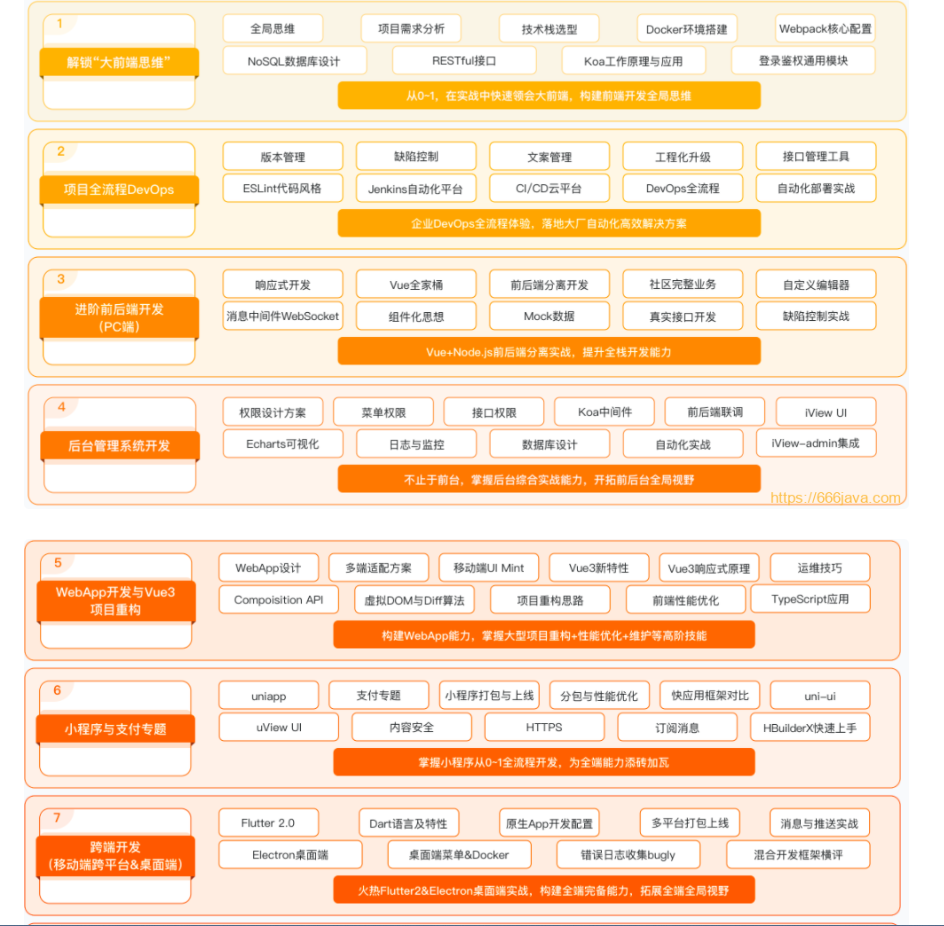 1
解锁“大前端思维”
全局思维 项目需求分析 技术栈选型 Docker环境搭建 Webpack核心配置
NoSQL数据库设计 RESTful接口 Koa工作原理与应用 登录鉴权通用模块
从0~1，在实战中快速领会大前端，构建前端开发全局思维
2
项目全流程DevOps
版本管理 缺陷控制 文案管理 工程化升级 接口管理工具
ESLint代码风格 Jenkins自动化平台 CI/CD云平台 DevOps全流程 自动化部署实战
企业DevOps全流程体验，落地大厂自动化高效解决方案
3
进阶前后端开发
（PC端）
响应式开发 Vue全家桶 前后端分离开发 社区完整业务 自定义编辑器
消息中间件WebSocket 组件化思想 Mock数据 真实接口开发 缺陷控制实战
Vue+Node.js前后端分离实战，提升全栈开发能力
4
后台管理系统开发
权限设计方案 菜单权限 接口权限 Koa中间件 前后端联调 iView UI
Echarts可视化 日志与监控 数据库设计 自动化实战 iView-admin集成
不止于前台，掌握后台综合实战能力，开拓前后台全局视野
https://666java.com
5
WebApp开发与Vue3
项目重构
WebApp设计 多端适配方案 移动端UI Mint Vue3新特性 Vue3响应式原理 运维技巧
Compoisition API 虚拟DOM与Diff算法 项目重构思路 前端性能优化 TypeScript应用
构建WebApp能力，掌握大型项目重构+性能优化+维护等高阶技能
6
小程序与支付专题
uniapp 支付专题 小程序打包与上线 分包与性能优化 快应用框架对比 uni-ui
uView UI 内容安全 HTTPS 订阅消息 HBuilderX快速上手
掌握小程序从0~1全流程开发，为全端能力添砖加瓦
7
跨端开发
（移动端跨平台&桌面端）
Flutter 2.0 Dart语言及特性 原生App开发配置 多平台打包上线 消息与推送实战
Electron桌面端 桌面端菜单&Docker 错误日志收集bugly 混合开发框架横评
火热Flutter2&Electron桌面端实战，构建全端完备能力，拓展全端全局视野